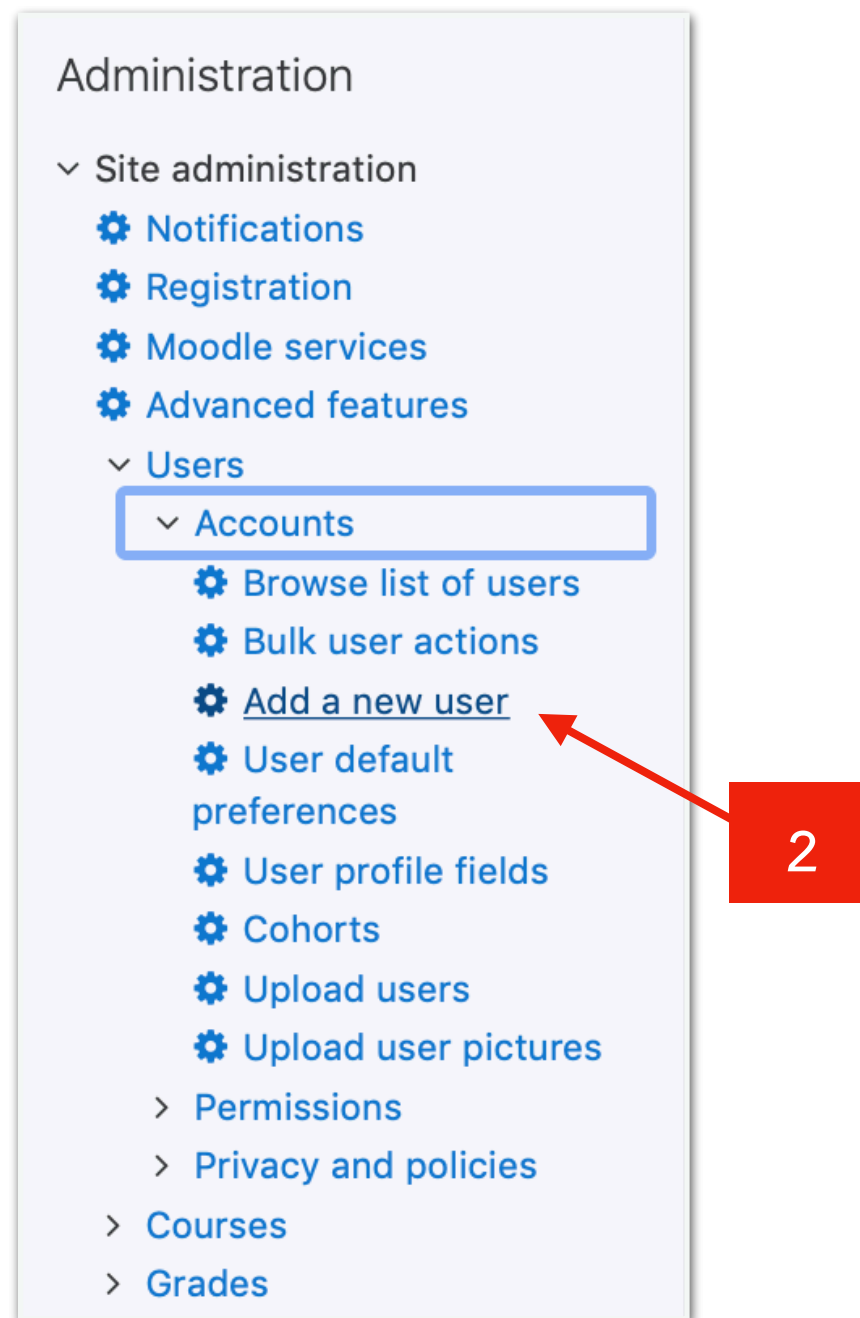 Administration
Site administration
Notifications
Registration
Moodle services
Advanced features
Users
Accounts
Browse list of users
Bulk user actions
Add a new user
User default
preferences
2
User profile fields
Cohorts
Upload users
Upload user pictures
Permissions
Privacy and policies
Courses
Grades